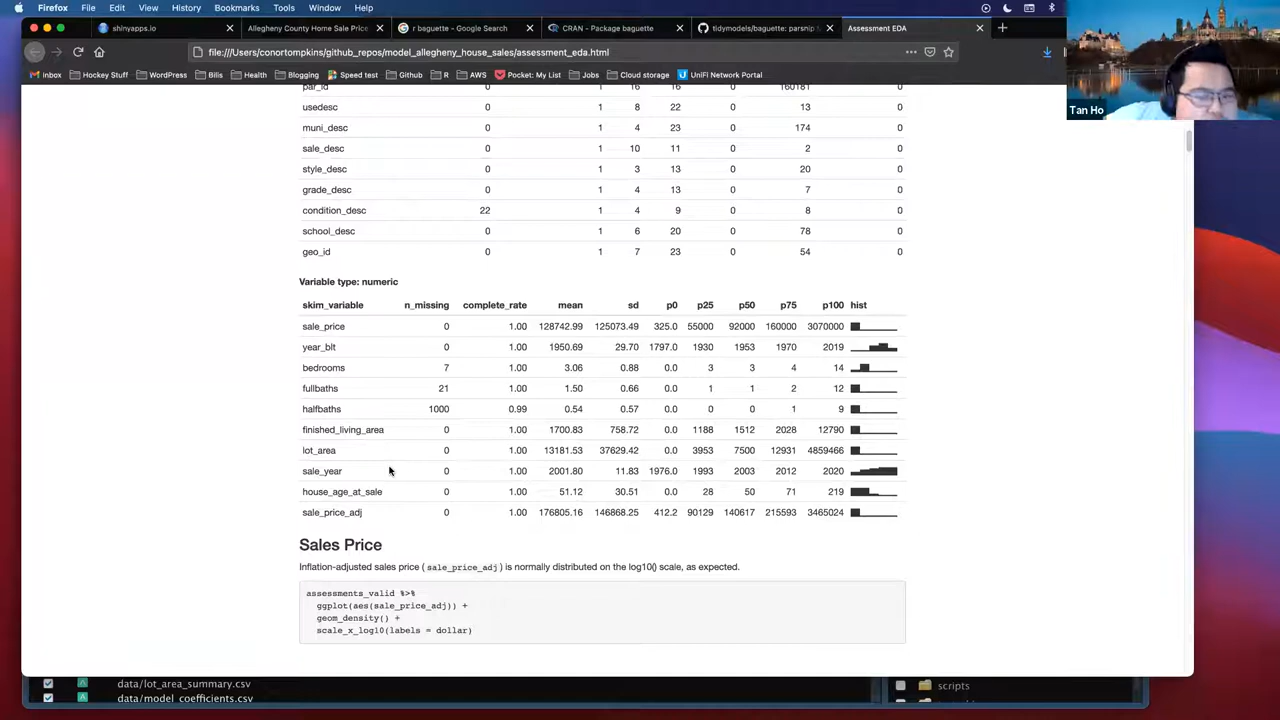 Firefox File Edit View History Bookmarks Tools Window Help
shinyapps.io Allegheny County Home Sale Price r baguette - Google Search CRAN - Package baguette tidymodels/baguette: parsnip M Assessment EDA
file:///Users/conortompkins/github_repos/model_allegheny_house_sales/assessment_eda.html
inbox Hockey Stuff WordPress Bills Health Blogging Speed test Github R AWS Pocket: My List Jobs Cloud storage UniFi Network Portal
Tan Ho
par_id 0 1 16 16 0 160181 0
usedesc 0 1 8 22 0 13 0
muni_desc 0 1 4 23 0 174 0
sale_desc 0 1 10 11 0 2 0
style_desc 0 1 3 13 0 20 0
grade_desc 0 1 4 13 0 7 0
condition_desc 22 1 4 9 0 8 0
school_desc 0 1 6 20 0 78 0
geo_id 0 1 7 23 0 54 0
Variable type: numeric
skim_variable n_missing complete_rate mean sd p0 p25 p50 p75 p100 hist
sale_price 0 1.00 128742.99 125073.49 325.0 55000 92000 160000 3070000
year_blt 0 1.00 1950.69 29.70 1797.0 1930 1953 1970 2019
bedrooms 7 1.00 3.06 0.88 0.0 3 3 4 14
fullbaths 21 1.00 1.50 0.66 0.0 1 1 2 12
halfbaths 1000 0.99 0.54 0.57 0.0 0 0 1 9
finished_living_area 0 1.00 1700.83 758.72 0.0 1188 1512 2028 12790
lot_area 0 1.00 13181.53 37629.42 0.0 3953 7500 12931 4859466
sale_year 0 1.00 2001.80 11.83 1976.0 1993 2003 2012 2020
house_age_at_sale 0 1.00 51.12 30.51 0.0 28 50 71 219
sale_price_adj 0 1.00 176805.16 146868.25 412.2 90129 140617 215593 3465024
Sales Price
Inflation-adjusted sales price ( sale_price_adj ) is normally distributed on the log10() scale, as expected.
assessments_valid %>%
ggplot(aes(sale_price_adj)) +
geom_density() +
scale_x_log10(labels = dollar)
data/lot_area_summary.csv
data/model_coefficients.csv
scripts